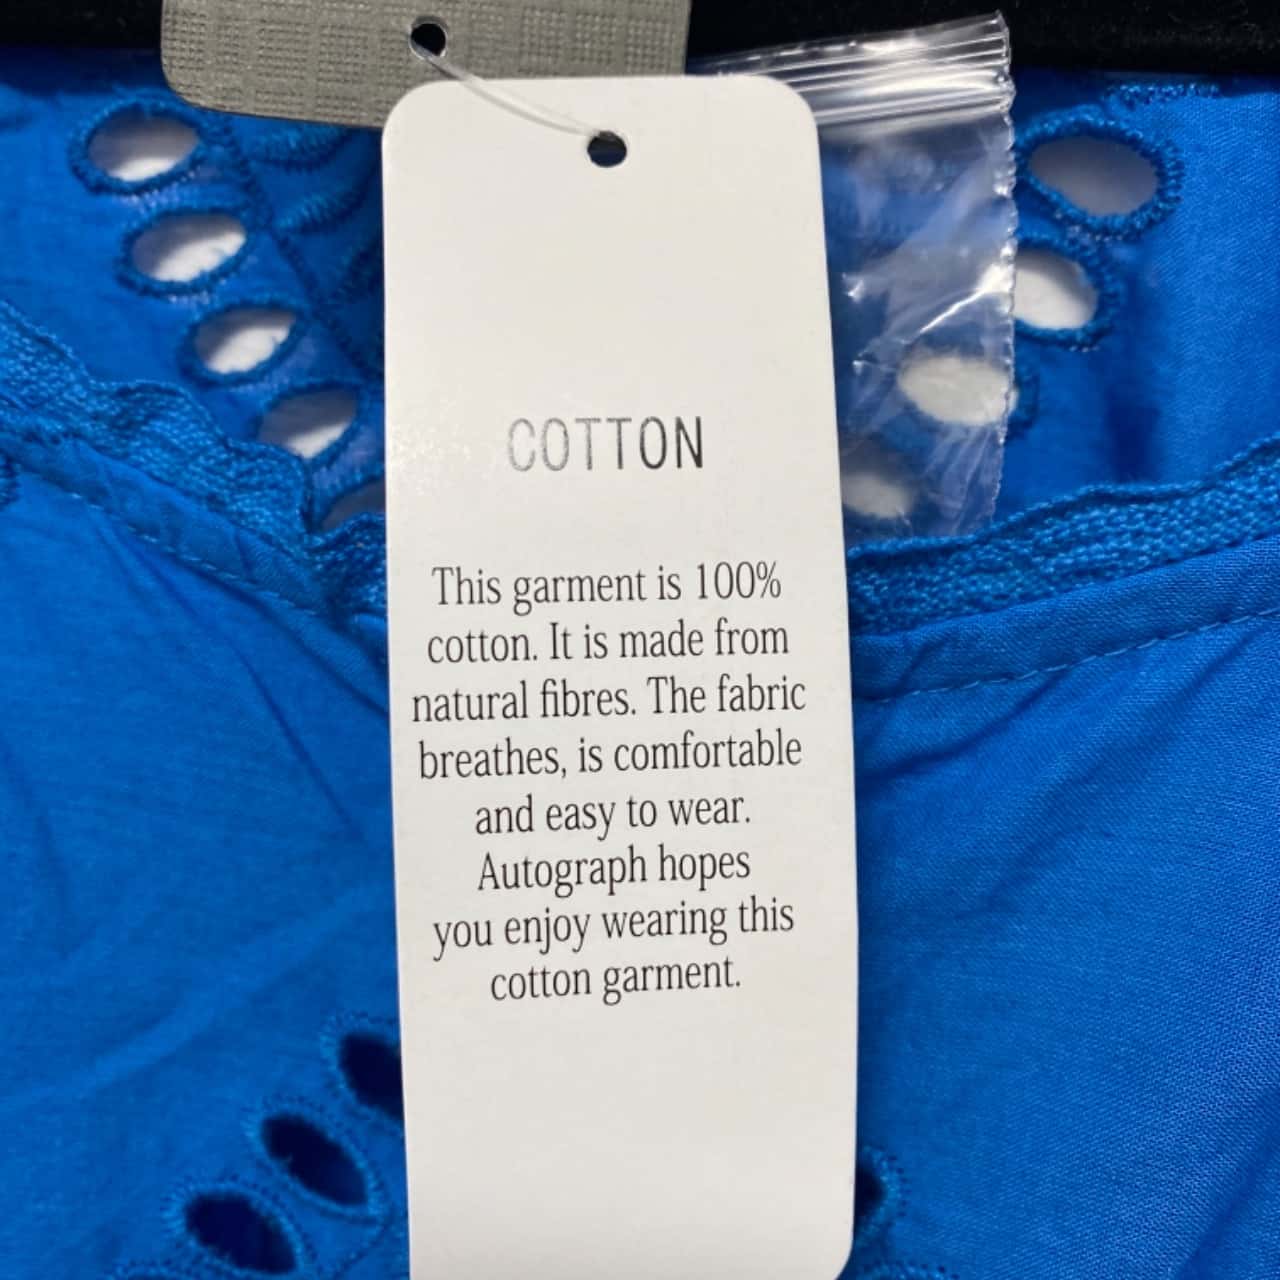 COTTON
This garment is 100%
cotton. It is made from
natural fibres. The fabric
breathes, is comfortable
and easy to wear.
Autograph hopes
you enjoy wearing this
cotton garment.